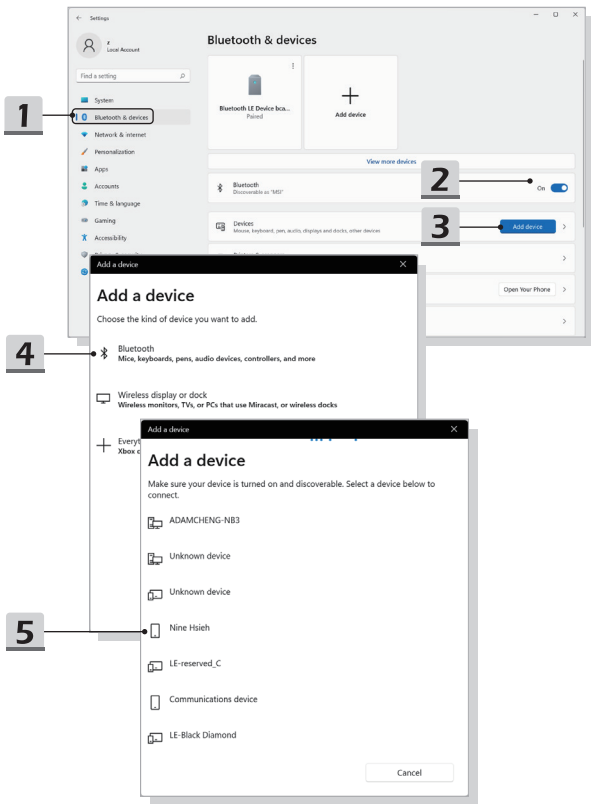 Settings
z
Local Account
Find a setting
System
Bluetooth & devices
Network & internet
Personalization
Apps
Accounts
Time & language
Gaming
Accessibility
Bluetooth & devices
Bluetooth LE Device bca...
Paired
Add device
View more devices
Bluetooth
Discoverable as "MSI"
On
Devices
Mouse, keyboard, pen, audio, displays and docks, other devices
Add device
Open Your Phone
1
2
3
Add a device
Add a device
Choose the kind of device you want to add.
4
Bluetooth
Mice, keyboards, pens, audio devices, controllers, and more
Wireless display or dock
Wireless monitors, TVs, or PCs that use Miracast, or wireless docks
Everyt
Xbox c
Add a device
Add a device
Make sure your device is turned on and discoverable. Select a device below to
connect.
ADAMCHENG-NB3
Unknown device
Unknown device
5
Nine Hsieh
LE-reserved_C
Communications device
LE-Black Diamond
Cancel